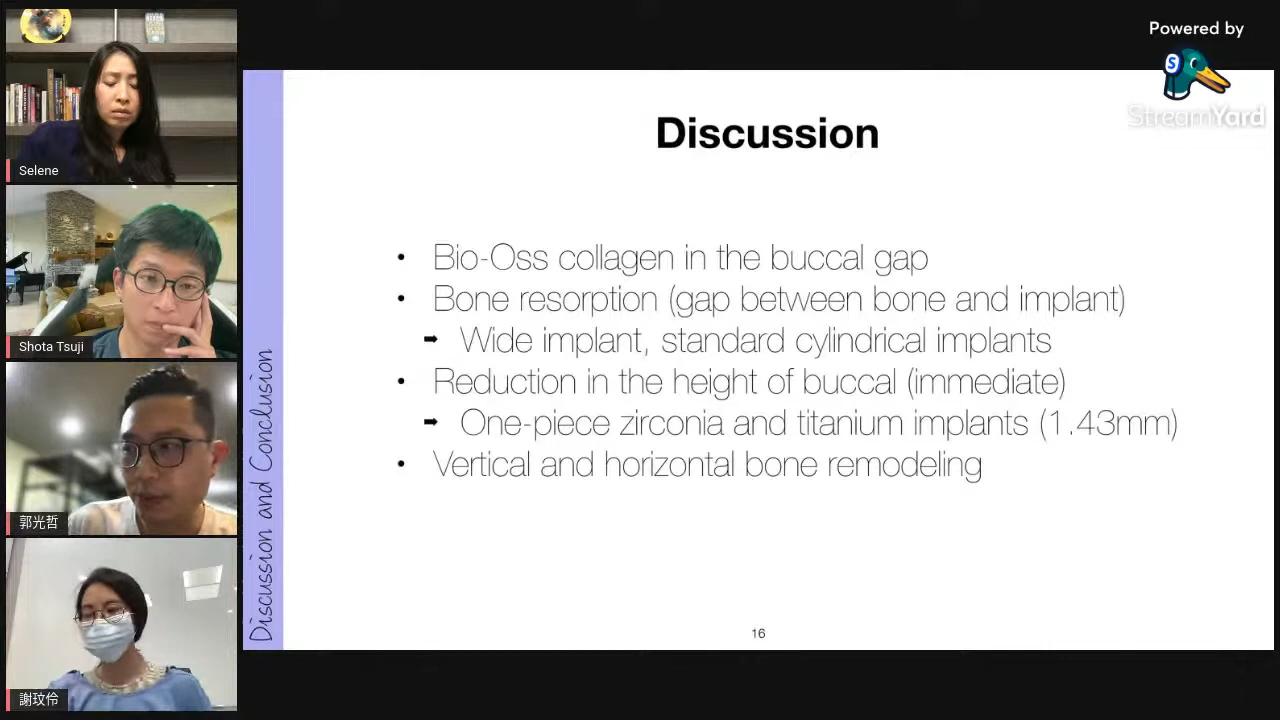 Powered by
S
StreamYard
Selene
Shota Tsuji
郭光哲
謝玟伶
Discussion and Conclusion
Discussion
• Bio-Oss collagen in the buccal gap
• Bone resorption (gap between bone and implant)
➡ Wide implant, standard cylindrical implants
• Reduction in the height of buccal (immediate)
➡ One-piece zirconia and titanium implants (1.43mm)
• Vertical and horizontal bone remodeling
16